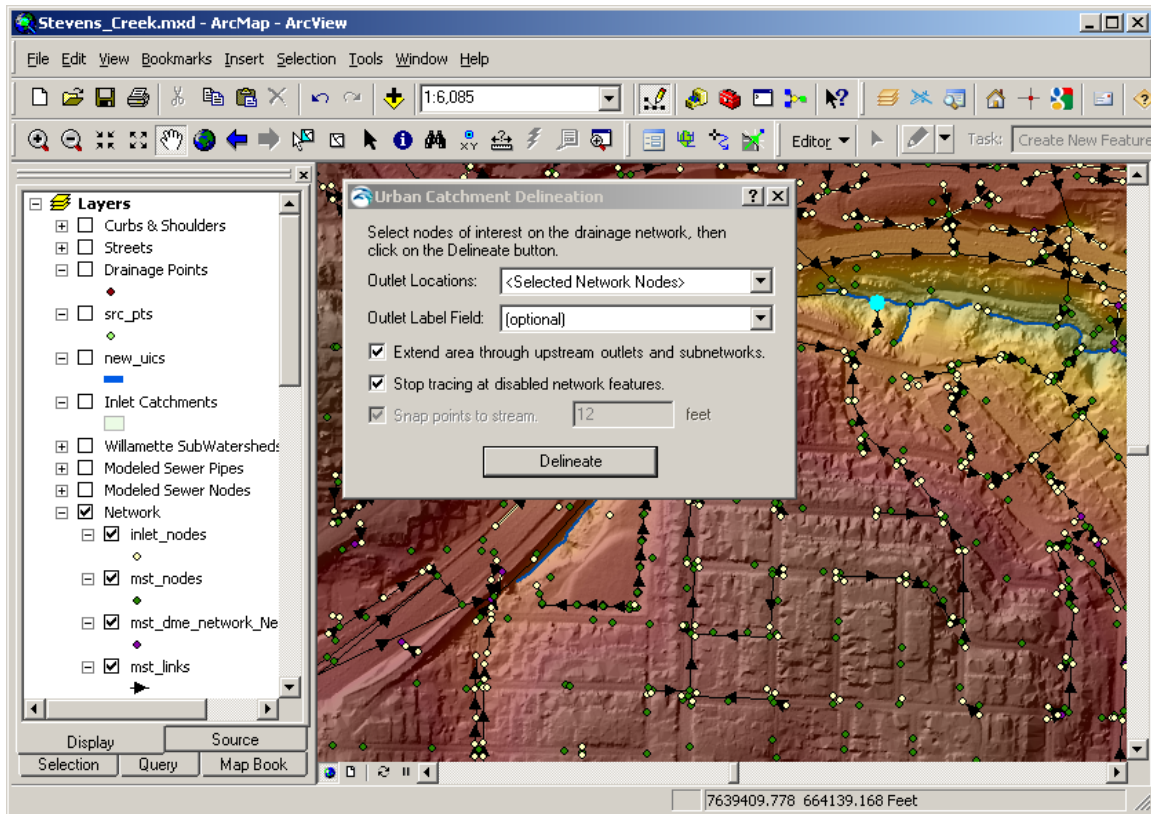 Stevens_Creek.mxd - ArcMap - ArcView
File Edit View Bookmarks Insert Selection Tools Window Help
1:6,085
Editor Task: Create New Feature
Layers
Curbs & Shoulders
Streets
Drainage Points
src_pts
new_uics
Inlet Catchments
Willamette SubWatersheds
Modeled Sewer Pipes
Modeled Sewer Nodes
Network
inlet_nodes
mst_nodes
mst_dme_network_Ne
mst_links
Display Source
Selection Query Map Book
Urban Catchment Delineation
Select nodes of interest on the drainage network, then
click on the Delineate button.
Outlet Locations: <Selected Network Nodes>
Outlet Label Field: (optional)
Extend area through upstream outlets and subnetworks.
Stop tracing at disabled network features.
Snap points to stream. 12 feet
Delineate
7639409.778 664139.168 Feet